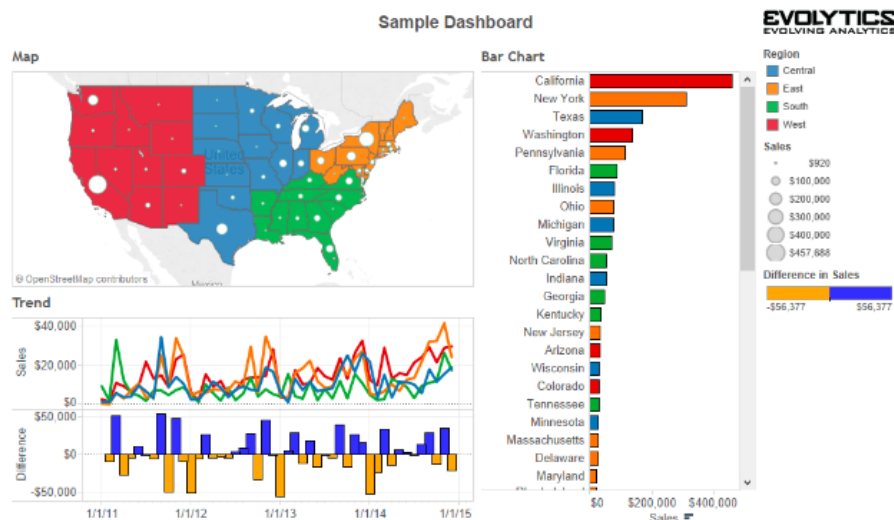 Sample Dashboard
EVOLYTICS
EVOLVING ANALYTICS
Map
United
States
Mexico
© OpenStreetMap contributors
Trend
Sales
$40,000
$20,000
$0
Difference
$50,000
$0
-$50,000
1/1/11
1/1/12
1/1/13
1/1/14
1/1/15
Bar Chart
California
New York
Texas
Washington
Pennsylvania
Florida
Illinois
Ohio
Michigan
Virginia
North Carolina
Indiana
Georgia
Kentucky
New Jersey
Arizona
Wisconsin
Colorado
Tennessee
Minnesota
Massachusetts
Delaware
Maryland
$0
$200,000
$400,000
Sales
Region
Central
East
South
West
Sales
$920
$100,000
$200,000
$300,000
$400,000
$457,688
Difference in Sales
-$56,377
$56,377